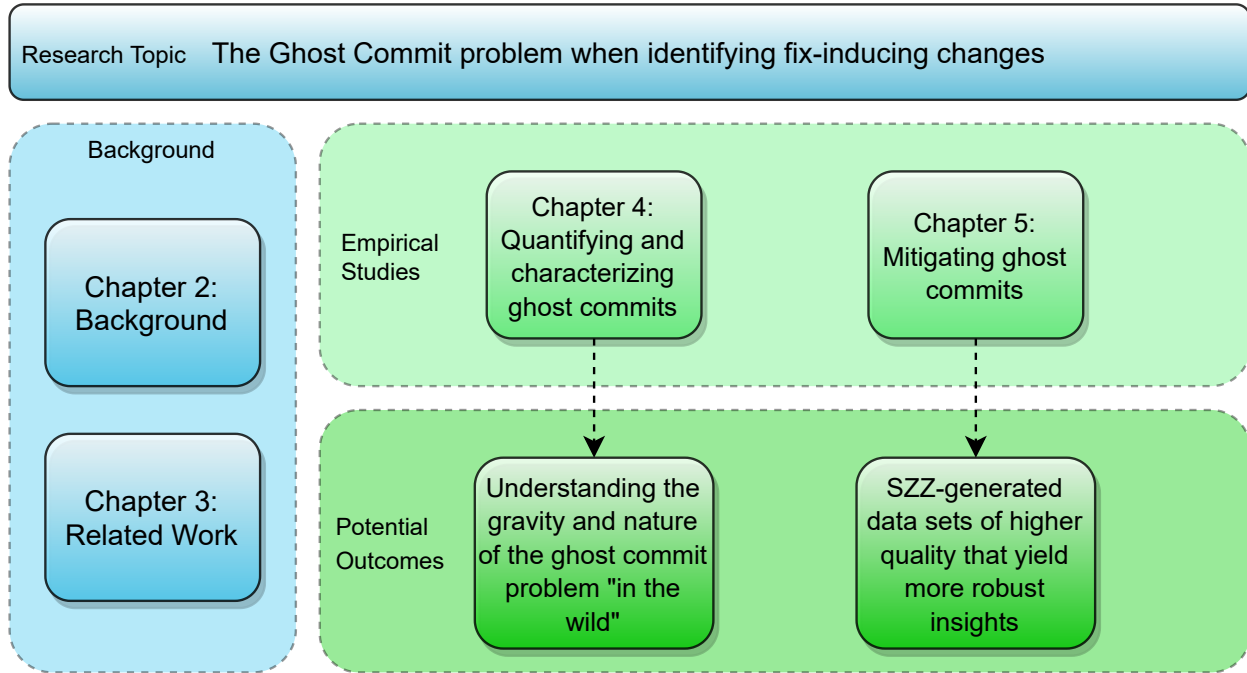 Research Topic The Ghost Commit problem when identifying fix-inducing changes
Background
Chapter 2:
Background
Chapter 3:
Related Work
Empirical
Studies
Chapter 4:
Quantifying and
characterizing
ghost commits
Chapter 5:
Mitigating ghost
commits
Potential
Outcomes
Understanding the
gravity and nature
of the ghost commit
problem "in the
wild"
SZZ-generated
data sets of higher
quality that yield
more robust
insights